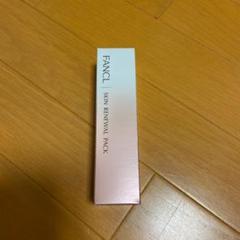 FANCL | SKIN RENEWAL PACK